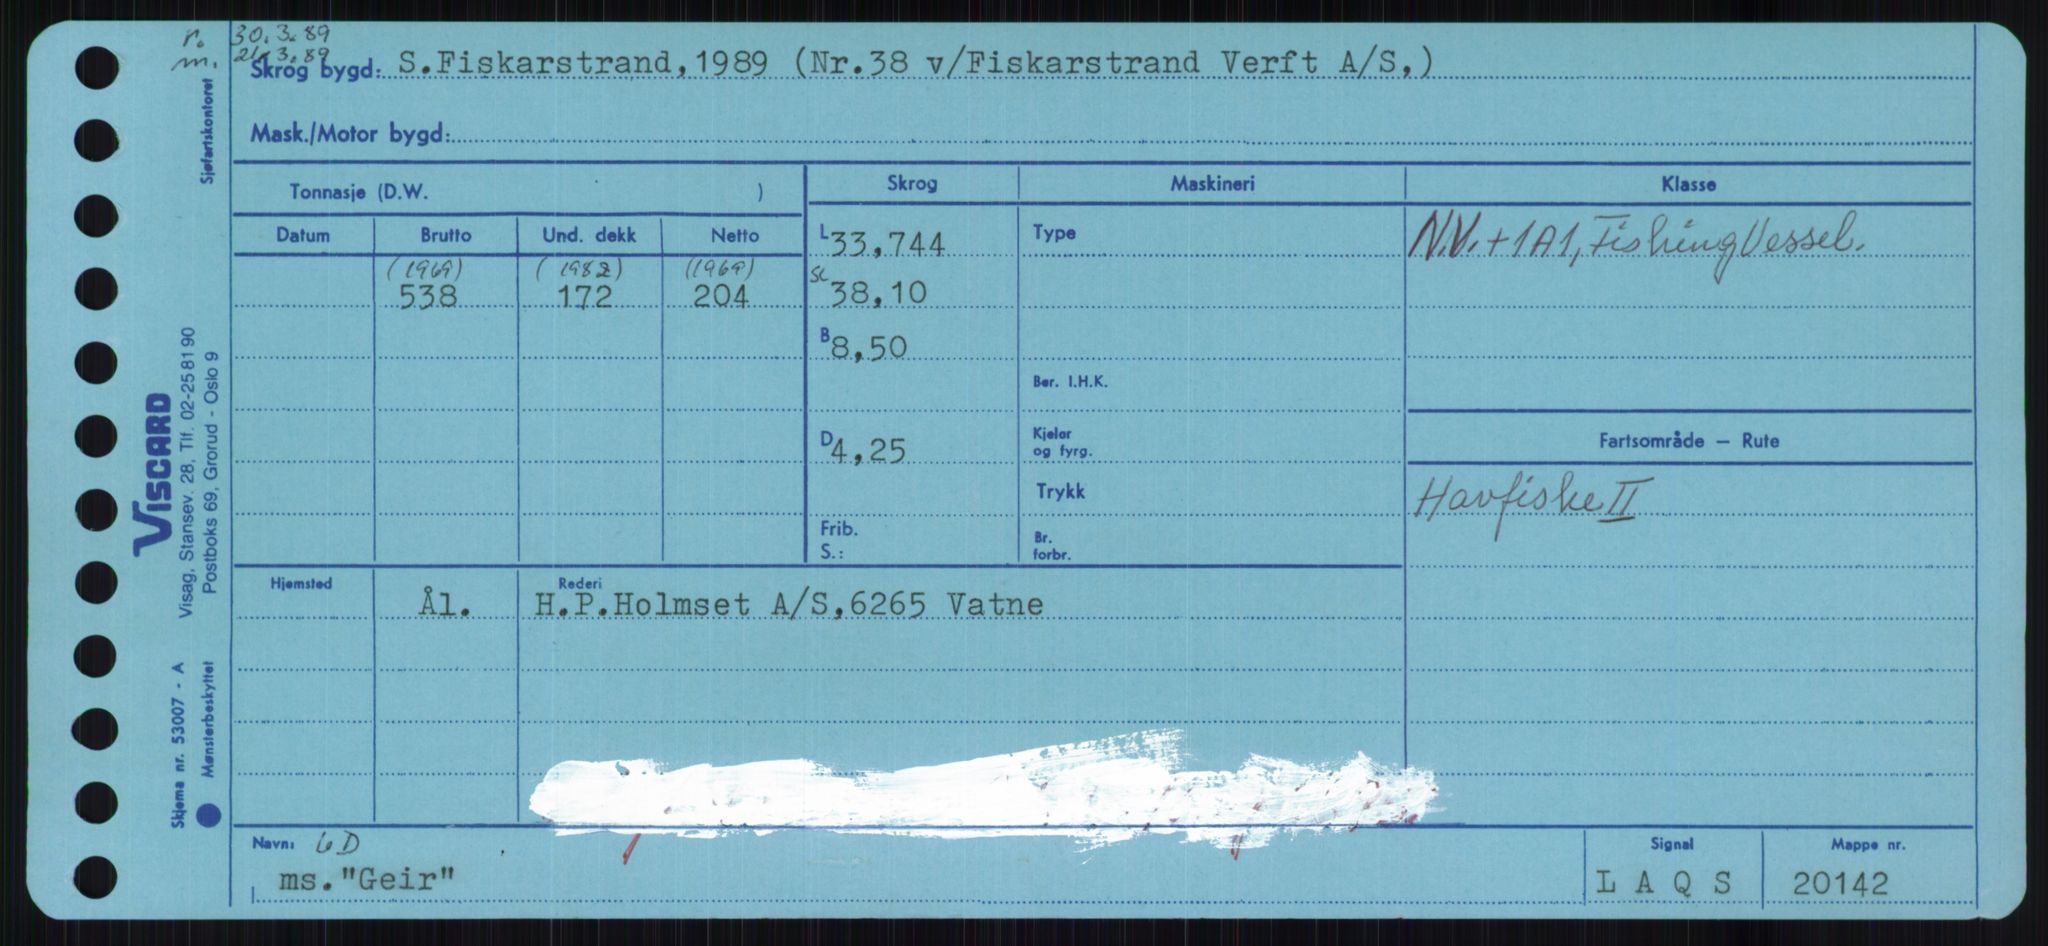 r. 30.3.89
m. 21.3.89
Skrog bygd: S.Fiskarstrand,1989 (Nr.38 v/Fiskarstrand Verft A/S,)
Mask./Motor bygd:
Tonnasje (D.W. )
Skrog
Maskineri
Klasse
Datum
Brutto
Und. dekk
Netto
(1969)
(1982)
(1969)
538
172
204
L 33,744
SL 38,10
B 8,50
D 4,25
Frib.
S.:
Type
Ber. I.H.K.
Kjeler
og fyrg.
Trykk
Br.
forbr.
N.V. +1A1, Fishing Vessel.
Fartsområde — Rute
Havfiske II
Hjemsted
Ål.
Rederi
H.P.Holmset A/S,6265 Vatne
Navn: 6D
ms."Geir"
Signal
L A Q S
Mappe nr.
20142
Sjøfartskontoret
VISCARD
Visag, Stansev. 28, Tlf. 02-25 81 90
Postboks 69, Grorud - Oslo 9
Skjema nr. 53007 - A
Mønsterbeskyttet